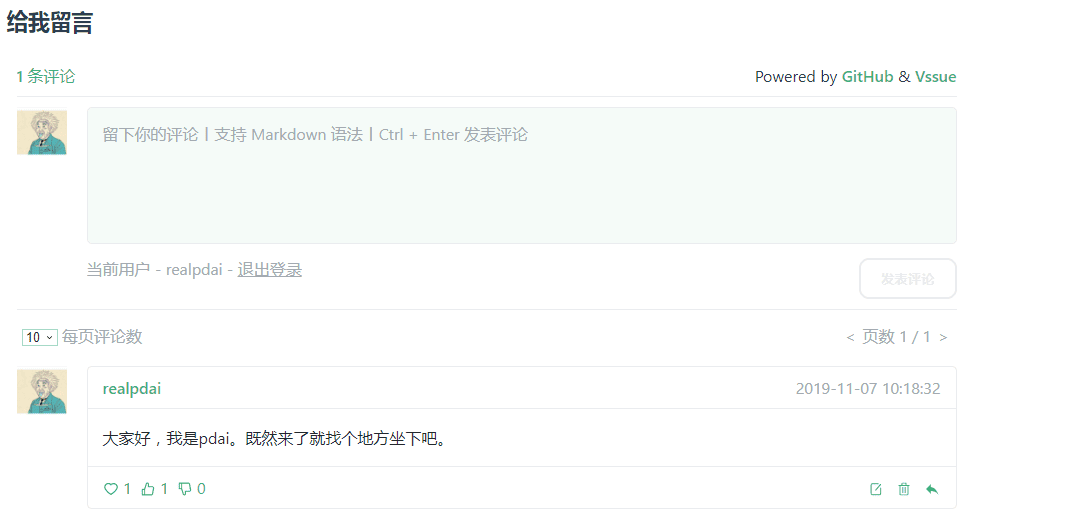 给我留言
1 条评论
Powered by GitHub & Vssue
留下你的评论丨支持 Markdown 语法丨Ctrl + Enter 发表评论
当前用户 - realpdai - 退出登录
发表评论
10 每页评论数
< 页数 1 / 1 >
realpdai
2019-11-07 10:18:32
大家好，我是pdai。既然来了就找个地方坐下吧。
1 1 0